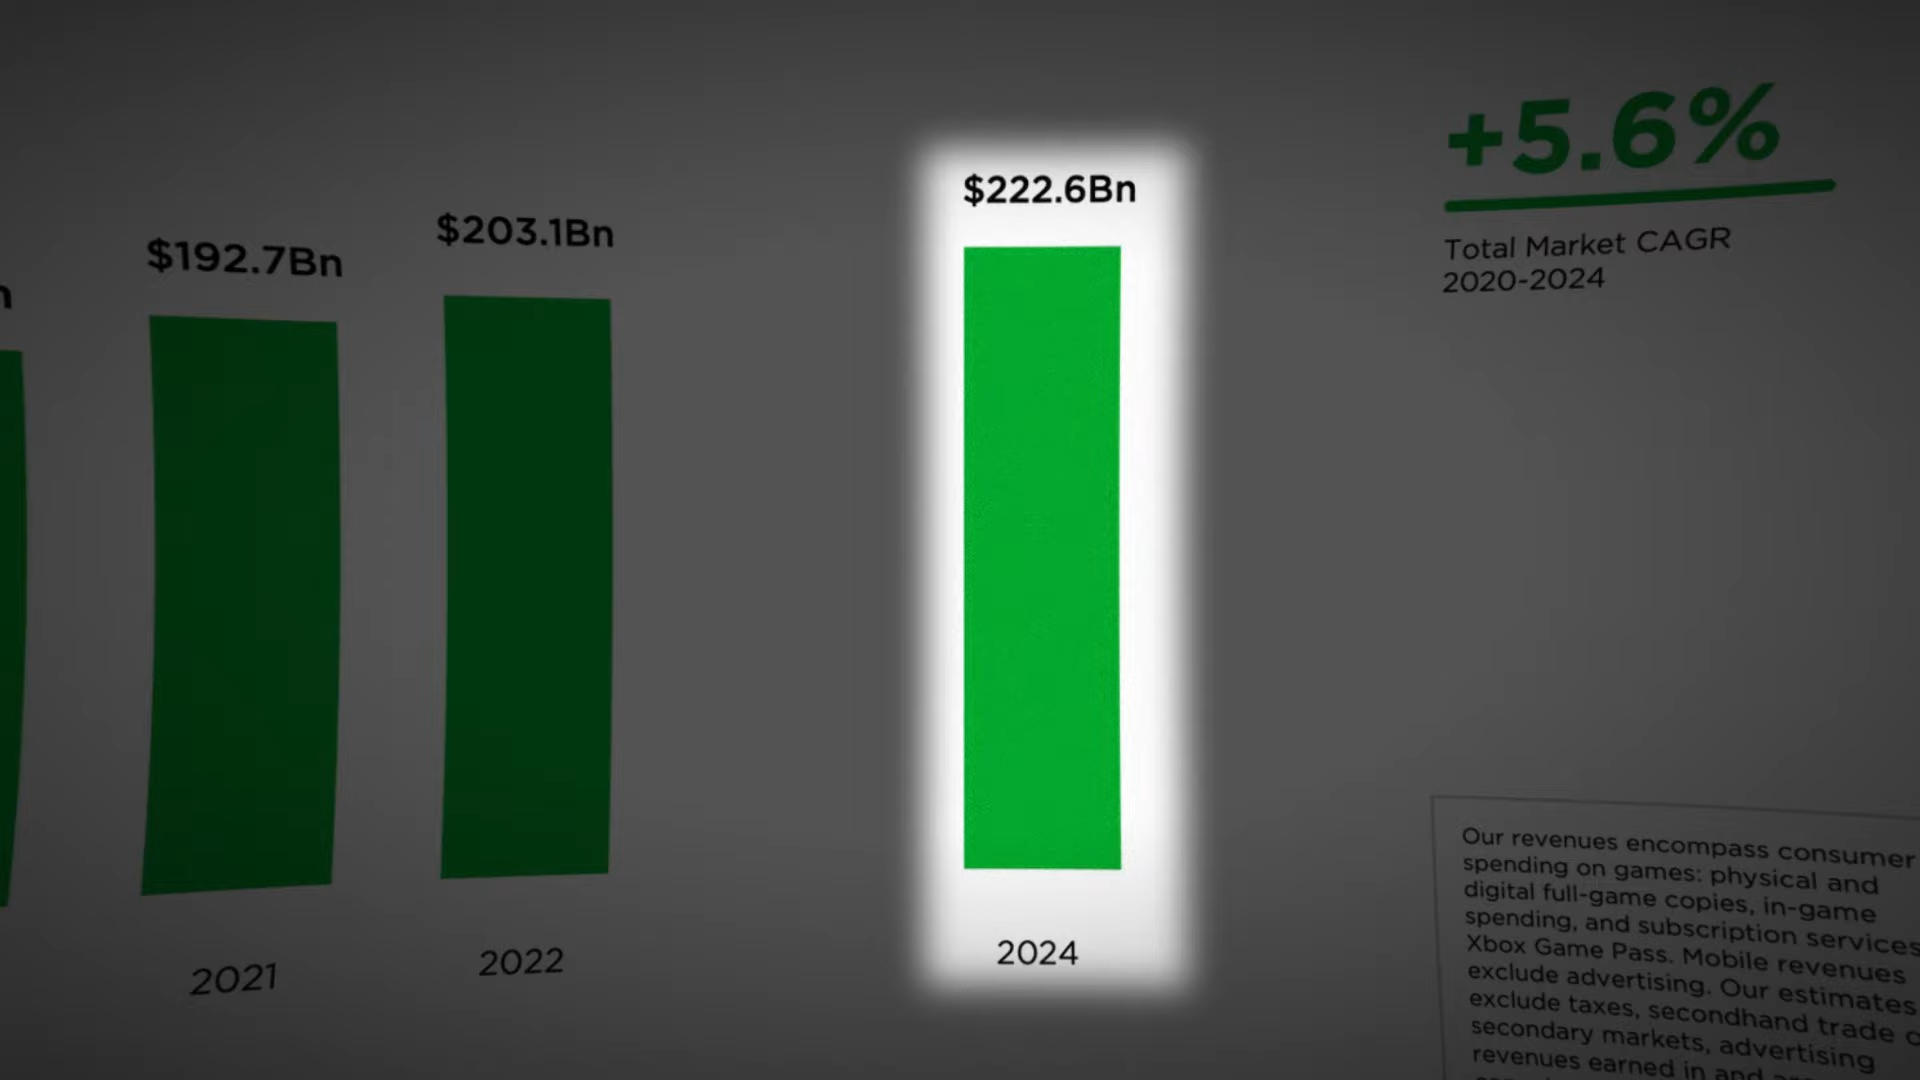 +5.6%
Total Market CAGR
2020-2024
$222.6Bn
$203.1Bn
$192.7Bn
2021
2022
2024
Our revenues encompass consumer
spending on games: physical and
digital full-game copies, in-game
spending, and subscription services
Xbox Game Pass. Mobile revenues
exclude advertising. Our estimates
exclude taxes, secondhand trade
secondary markets, advertising
revenues earned in and